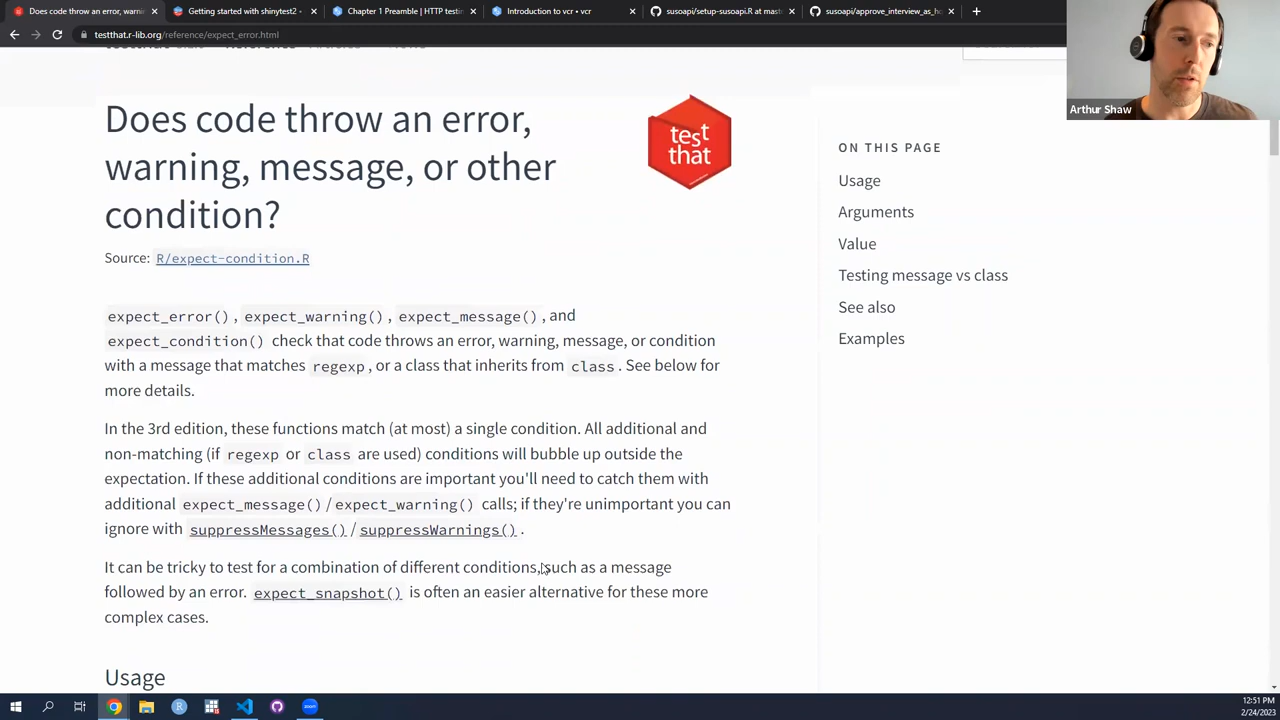 Does code throw an error, warni
Getting started with shinytest2 •
Chapter 1 Preamble | HTTP testi
Introduction to vcr • vcr
susoapi/setup-susoapi.R at mast
susoapi/approve_interview_as_h
testthat.r-lib.org/reference/expect_error.html
Arthur Shaw
Does code throw an error,
warning, message, or other
condition?
test
that
Source: R/expect-condition.R
expect_error(), expect_warning(), expect_message(), and
expect_condition() check that code throws an error, warning, message, or condition
with a message that matches regexp, or a class that inherits from class. See below for
more details.
In the 3rd edition, these functions match (at most) a single condition. All additional and
non-matching (if regexp or class are used) conditions will bubble up outside the
expectation. If these additional conditions are important you'll need to catch them with
additional expect_message()/expect_warning() calls; if they're unimportant you can
ignore with suppressMessages()/suppressWarnings().
It can be tricky to test for a combination of different conditions, such as a message
followed by an error. expect_snapshot() is often an easier alternative for these more
complex cases.
Usage
ON THIS PAGE
Usage
Arguments
Value
Testing message vs class
See also
Examples
12:51 PM
2/24/2023